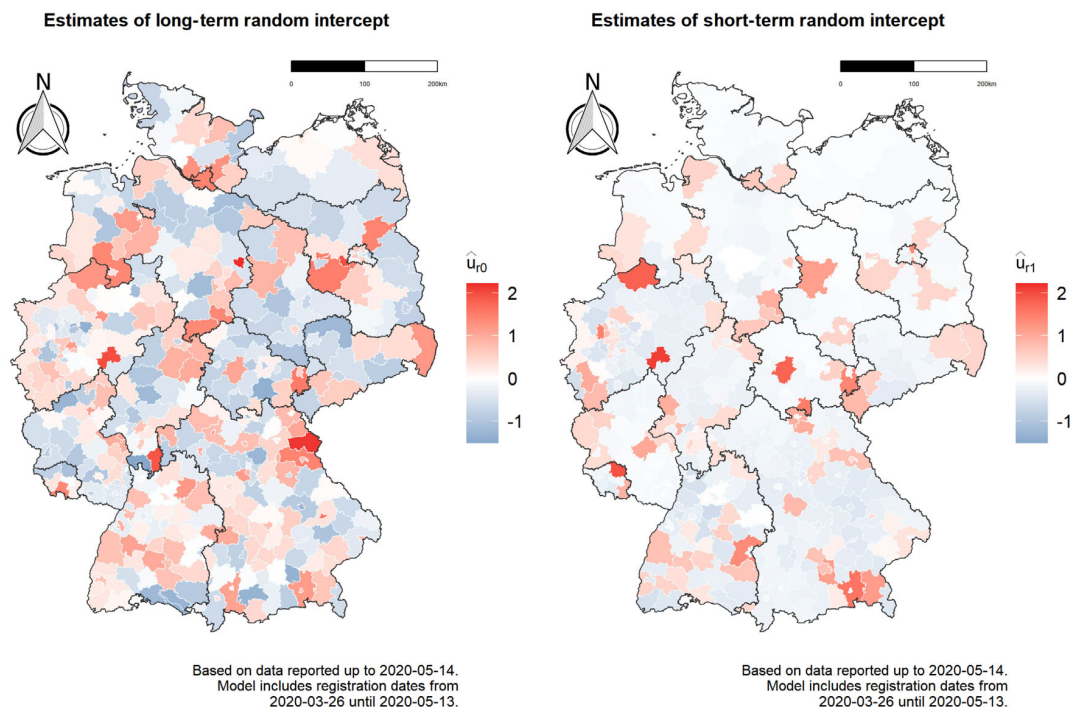 Estimates of long-term random intercept
Estimates of short-term random intercept
0 100 200km
0 100 200km
N
N
û_r0
2
1
0
-1
û_r1
2
1
0
-1
Based on data reported up to 2020-05-14.
Model includes registration dates from
2020-03-26 until 2020-05-13.
Based on data reported up to 2020-05-14.
Model includes registration dates from
2020-03-26 until 2020-05-13.